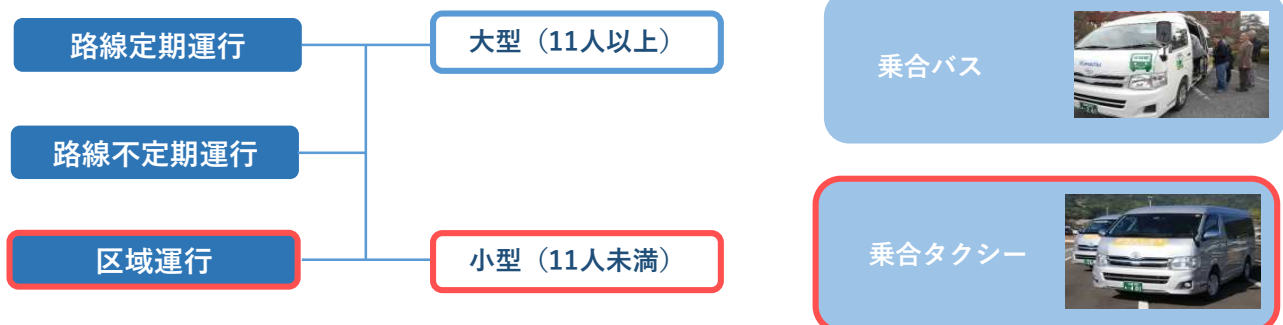 路線定期運行
大型（11人以上）
乗合バス
路線不定期運行
区域運行
小型（11人未満）
乗合タクシー